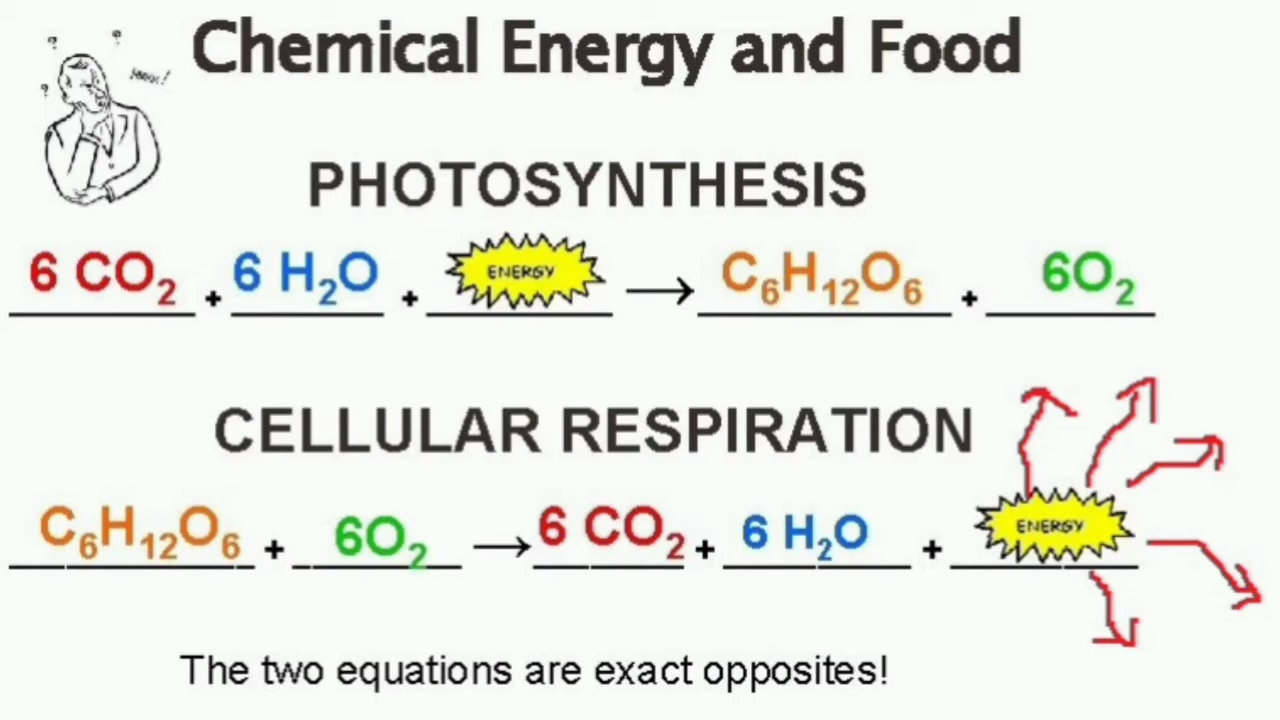 Chemical Energy and Food
PHOTOSYNTHESIS
6 CO₂ + 6 H₂O + ENERGY → C₆H₁₂O₆ + 6O₂
CELLULAR RESPIRATION
C₆H₁₂O₆ + 6O₂ → 6 CO₂ + 6 H₂O + ENERGY
The two equations are exact opposites!